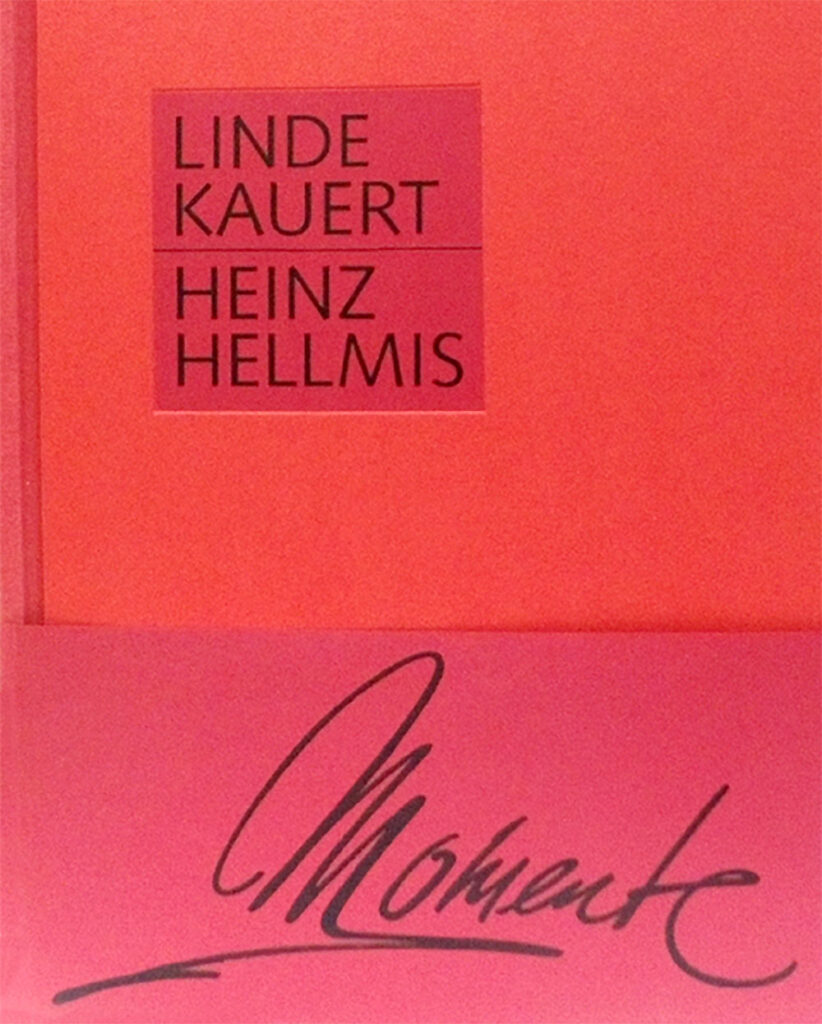 LINDE
KAUERT
HEINZ
HELLMIS
Momente